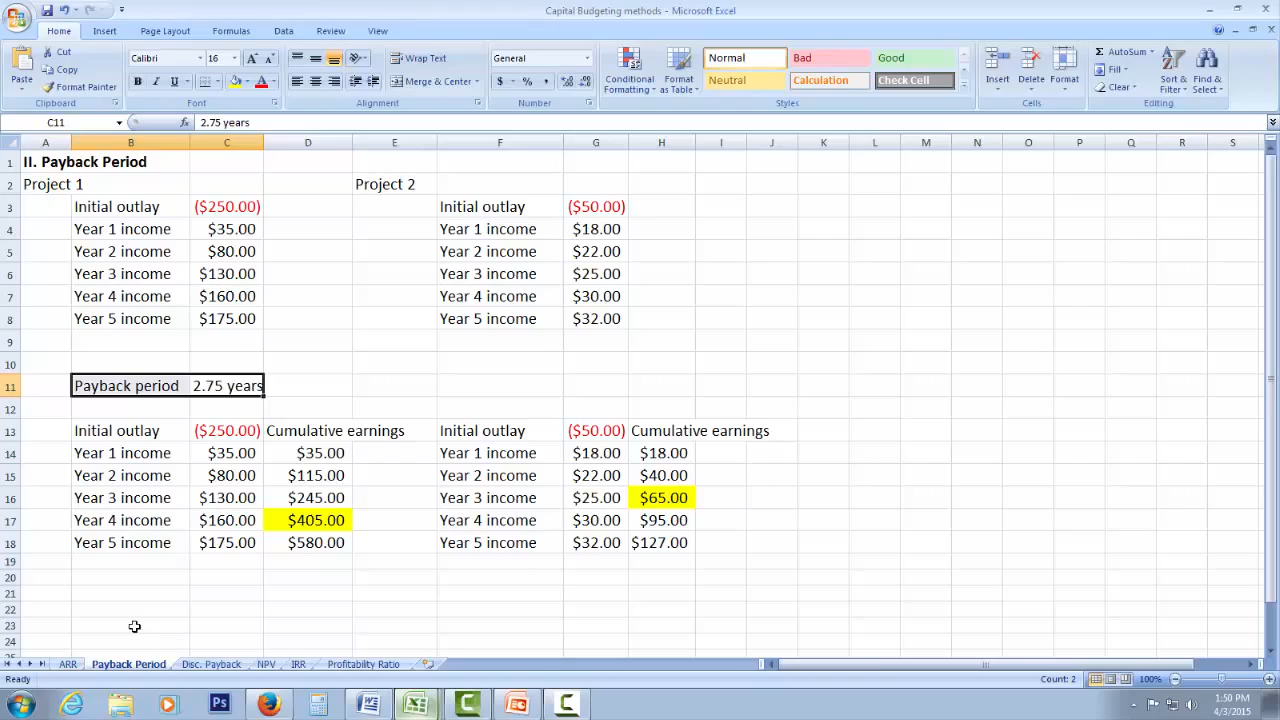 Capital Budgeting methods - Microsoft Excel
Home Insert Page Layout Formulas Data Review View
Paste
Cut
Copy
Format Painter
Clipboard
Calibri 16
B I U
Font
Wrap Text
Merge & Center
Alignment
General
$ % ,
Number
Conditional Formatting
Format as Table
Normal Bad Good
Neutral Calculation Check Cell
Styles
Insert Delete Format
Cells
AutoSum
Fill
Clear
Sort & Filter
Find & Select
Editing
C11 fx 2.75 years
A B C D E F G H I J K L M N O P Q R S
1 II. Payback Period
2 Project 1 Project 2
3 Initial outlay ($250.00) Initial outlay ($50.00)
4 Year 1 income $35.00 Year 1 income $18.00
5 Year 2 income $80.00 Year 2 income $22.00
6 Year 3 income $130.00 Year 3 income $25.00
7 Year 4 income $160.00 Year 4 income $30.00
8 Year 5 income $175.00 Year 5 income $32.00
9
10
11 Payback period 2.75 years
12
13 Initial outlay ($250.00) Cumulative earnings Initial outlay ($50.00) Cumulative earnings
14 Year 1 income $35.00 $35.00 Year 1 income $18.00 $18.00
15 Year 2 income $80.00 $115.00 Year 2 income $22.00 $40.00
16 Year 3 income $130.00 $245.00 Year 3 income $25.00 $65.00
17 Year 4 income $160.00 $405.00 Year 4 income $30.00 $95.00
18 Year 5 income $175.00 $580.00 Year 5 income $32.00 $127.00
19
20
21
22
23
24
ARR Payback Period Disc. Payback NPV IRR Profitability Ratio
Ready Count: 2 100%
Ps
1:50 PM
4/3/2015